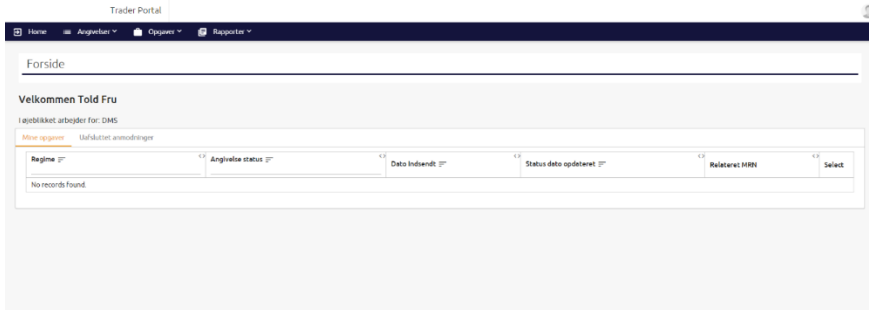 Trader Portal
Home Angivelser Opgaver Rapporter
Forside
Velkommen Told Fru
I øjeblikket arbejder for: DMS
Mine opgaver Uafsluttet anmodninger
Regime Angivelse status Dato Indsendt Status dato opdateret Relateret MRN Select
No records found.